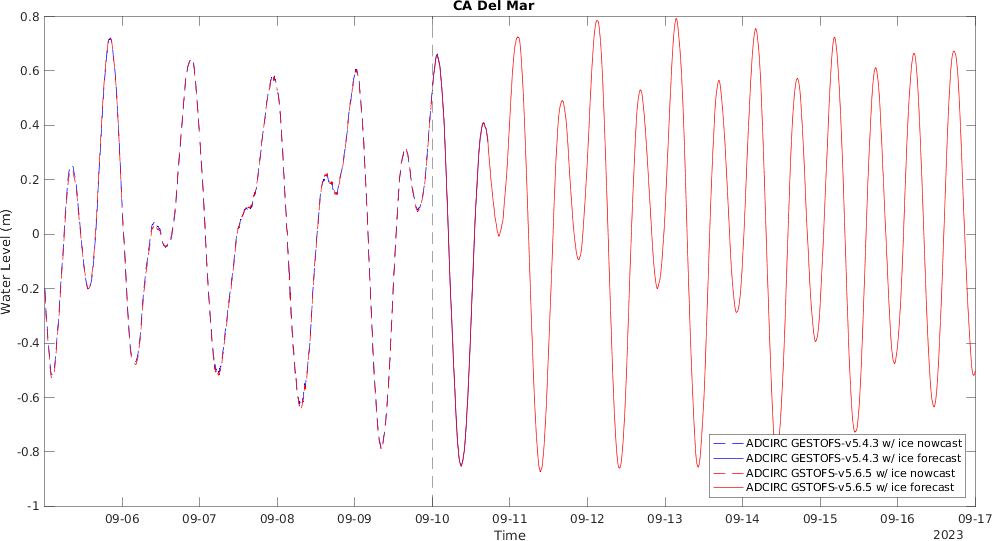 CA Del Mar
0.8
0.6
0.4
0.2
0
-0.2
-0.4
-0.6
-0.8
-1
Water Level (m)
ADCIRC GESTOFS-v5.4.3 w/ ice nowcast
ADCIRC GESTOFS-v5.4.3 w/ ice forecast
ADCIRC GSTOFS-v5.6.5 w/ ice nowcast
ADCIRC GSTOFS-v5.6.5 w/ ice forecast
09-06 09-07 09-08 09-09 09-10 09-11 09-12 09-13 09-14 09-15 09-16 09-17
Time
2023